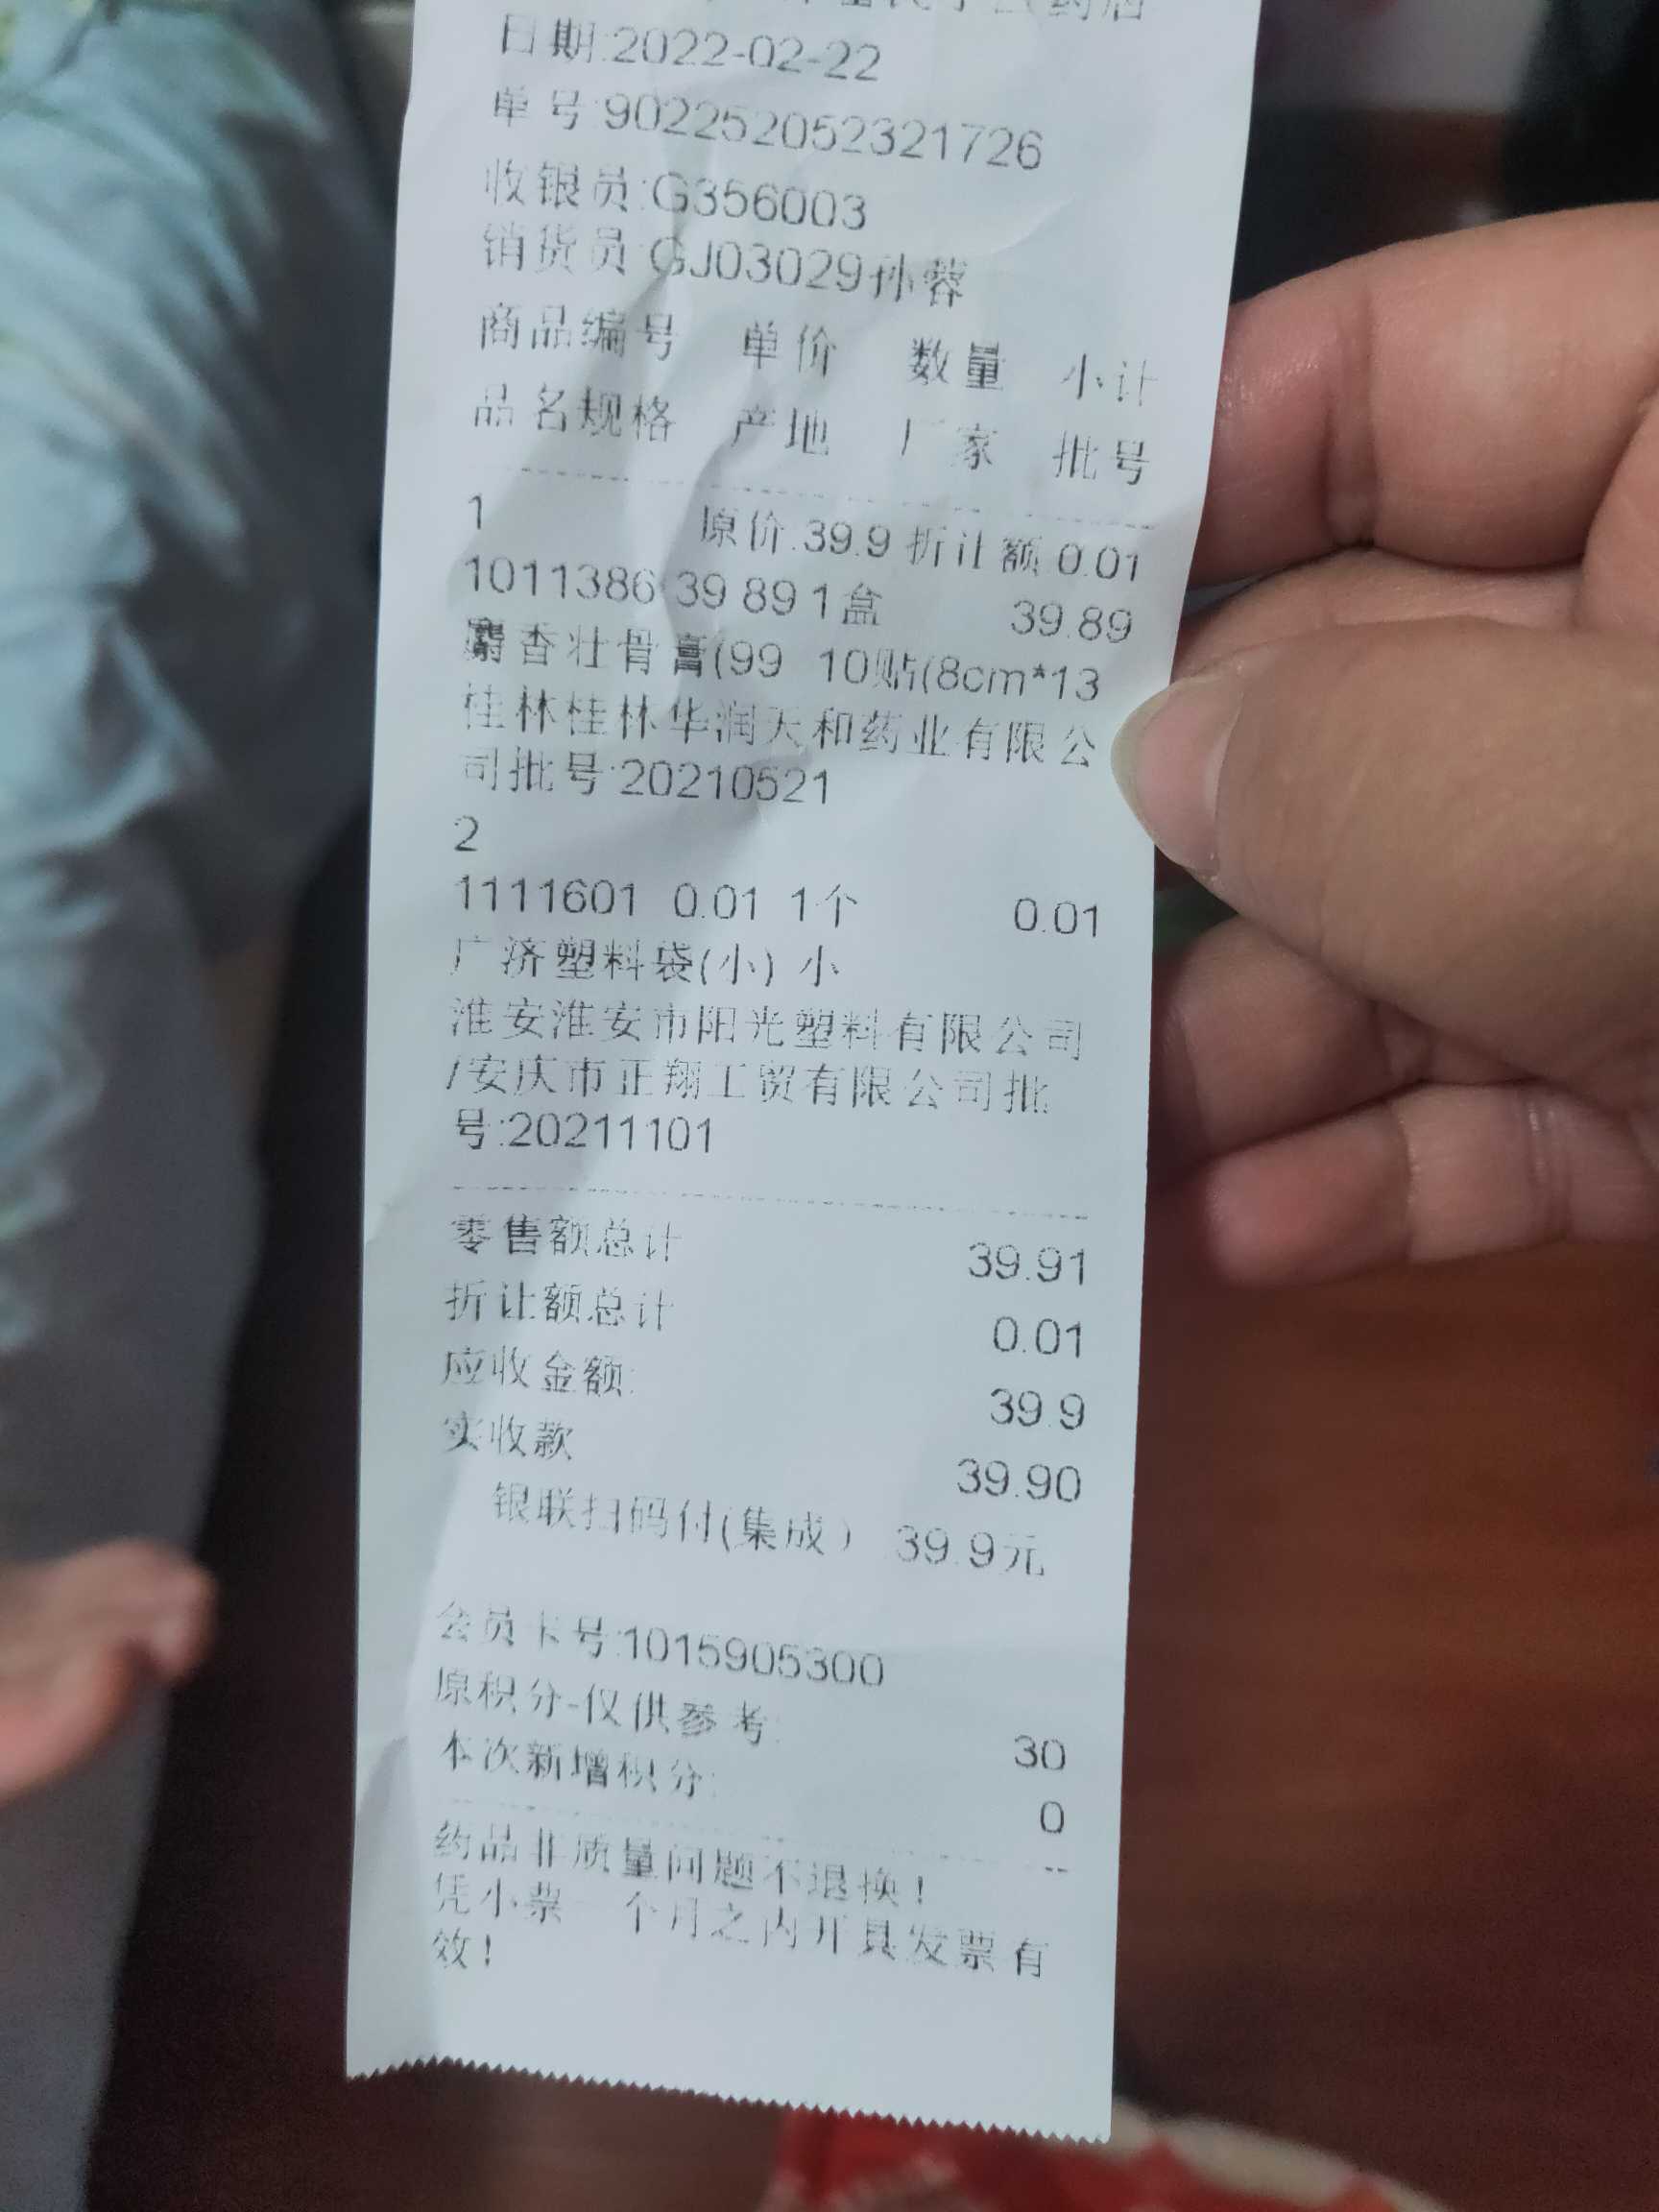 药店
日期:2022-02-22
单号:902252052321726
收银员:G356003
销货员:GJ03029孙蓉
商品编号 单价 数量 小计
品名规格 产地 厂家 批号
1 原价:39.9 折让额 0.01
1011386 39.89 1盒 39.89
麝香壮骨膏(99 10贴(8cm*13
桂林桂林华润天和药业有限公
司批号:20210521
2
1111601 0.01 1个 0.01
广济塑料袋(小) 小
淮安淮安市阳光塑料有限公司
/安庆市正翔工贸有限公司批
号:20211101
零售额总计 39.91
折让额总计 0.01
应收金额: 39.9
实收款 39.90
银联扫码付(集成) 39.9元
会员卡号:1015905300
原积分-仅供参考: 30
本次新增积分: 0
药品非质量问题不退换!
凭小票一个月之内开具发票有
效!